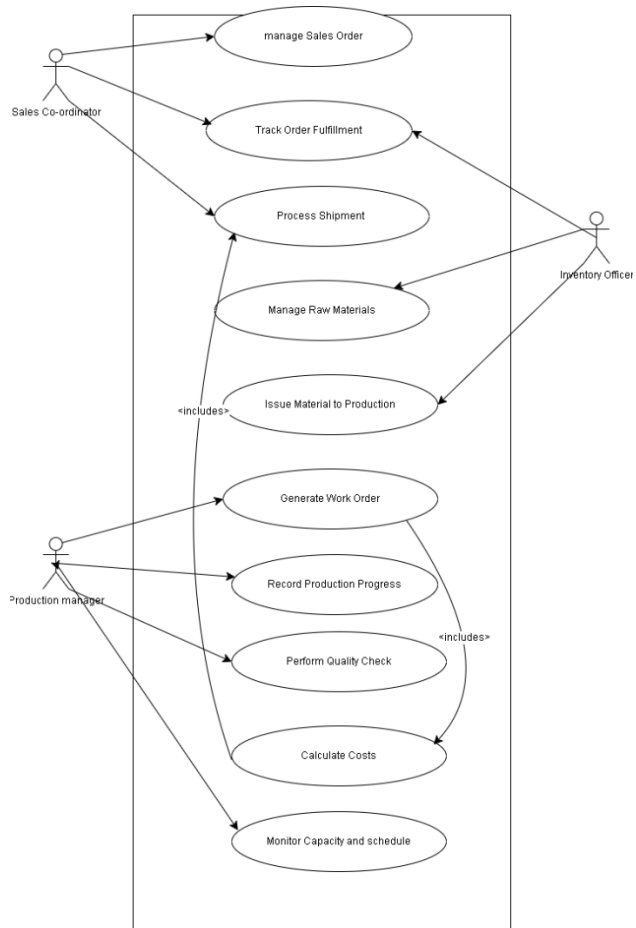 manage Sales Order
Sales Co-ordinator
Track Order Fulfillment
Process Shipment
Inventory Officer
Manage Raw Materials
Issue Material to Production
<includes>
Generate Work Order
Record Production Progress
Production manager
<includes>
Perform Quality Check
Calculate Costs
Monitor Capacity and schedule